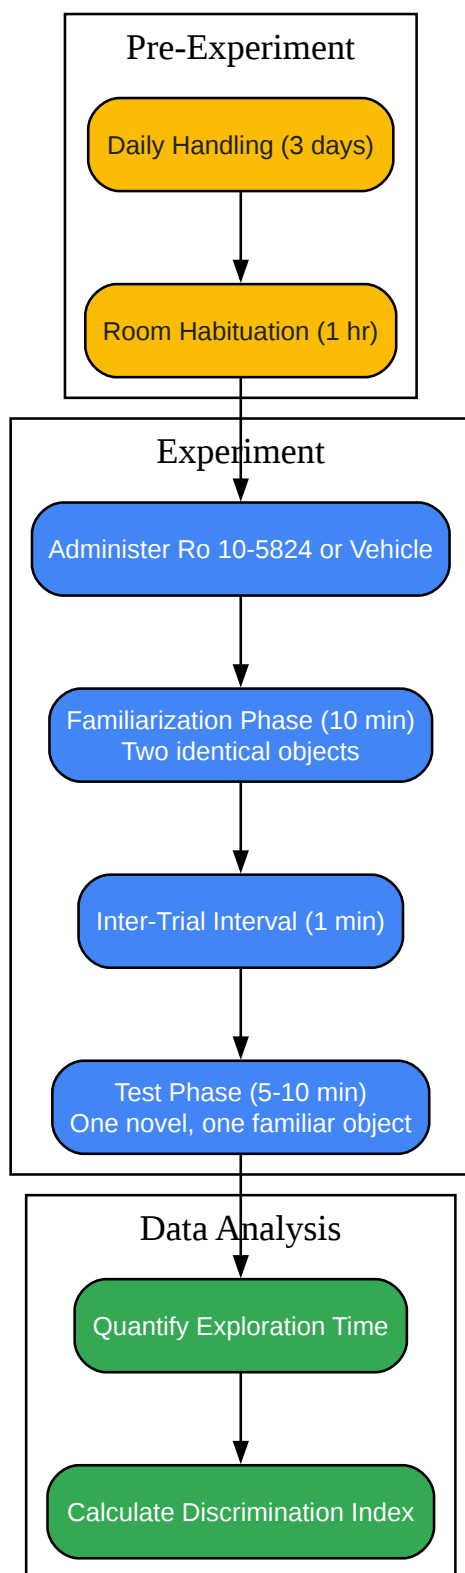 Pre-Experiment
Daily Handling (3 days)
Room Habituation (1 hr)
Experiment
Administer Ro 10-5824 or Vehicle
Familiarization Phase (10 min)
Two identical objects
Inter-Trial Interval (1 min)
Test Phase (5-10 min)
One novel, one familiar object
Data Analysis
Quantify Exploration Time
Calculate Discrimination Index